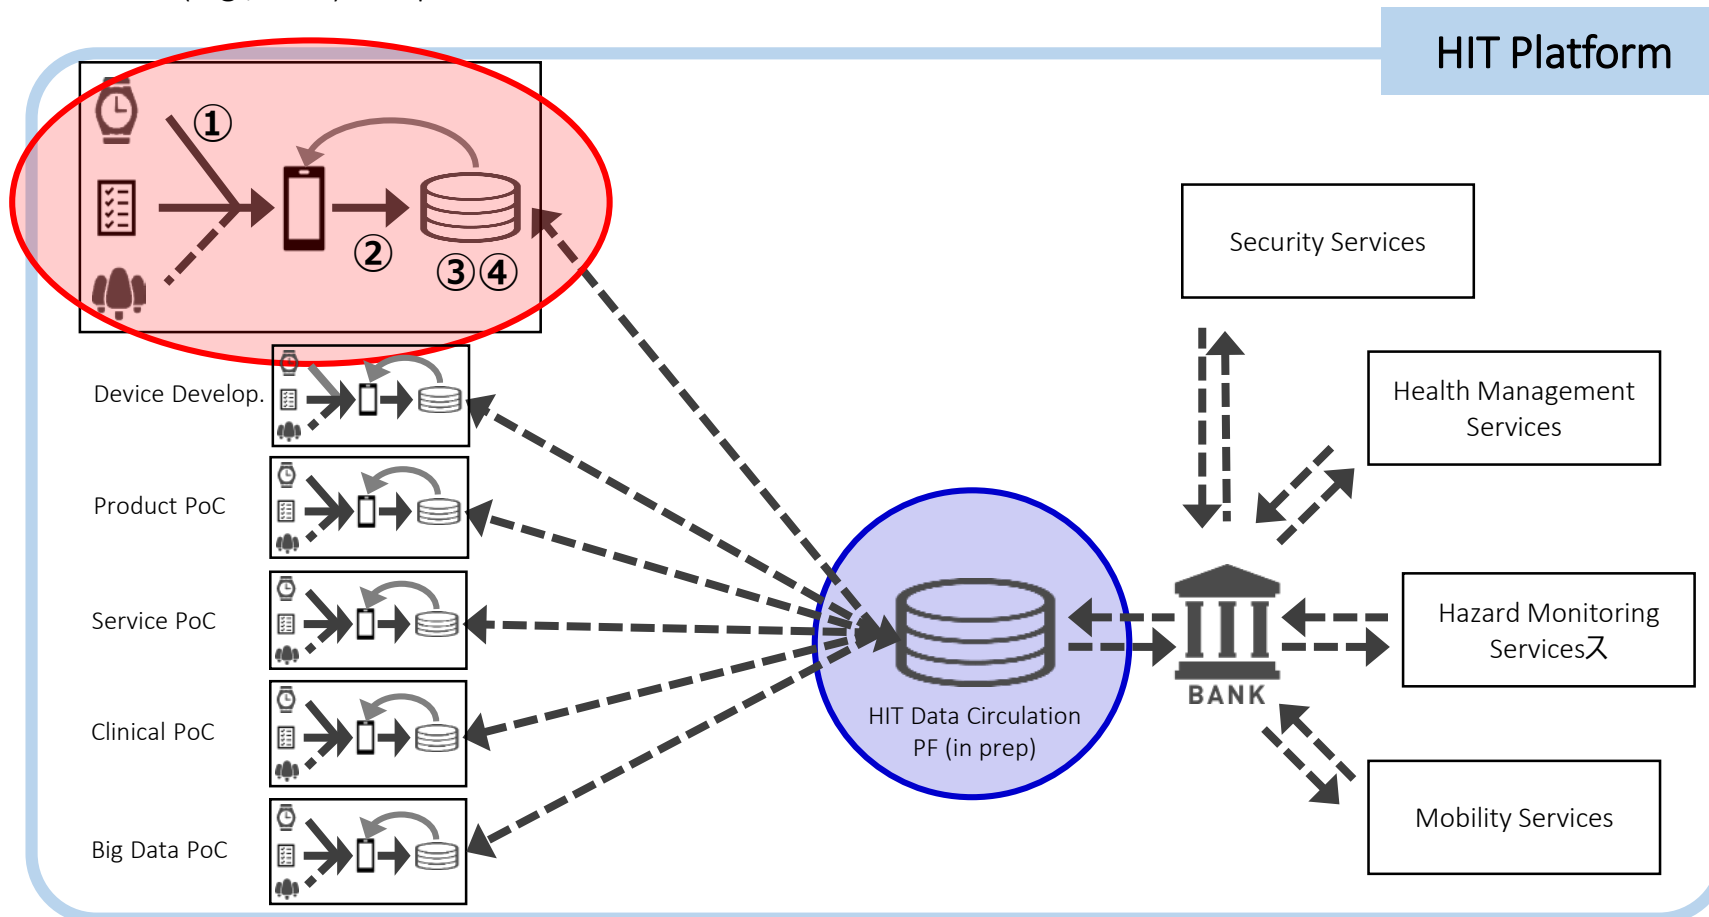 HIT Platform
①
②
③④
Device Develop.
Product PoC
Service PoC
Clinical PoC
Big Data PoC
HIT Data Circulation
PF (in prep)
BANK
Security Services
Health Management
Services
Hazard Monitoring
Servicesス
Mobility Services